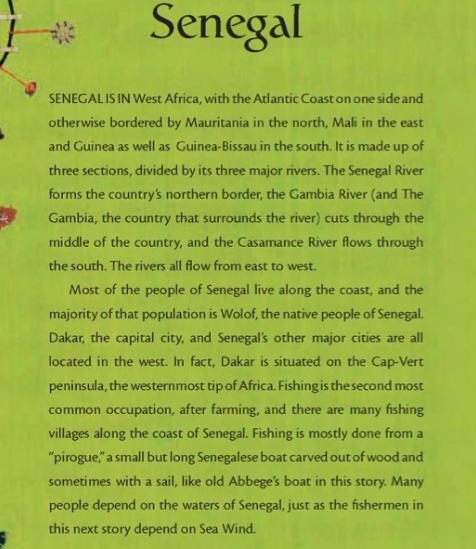 Senegal
SENEGAL IS IN West Africa, with the Atlantic Coast on one side and
otherwise bordered by Mauritania in the north, Mali in the east
and Guinea as well as Guinea-Bissau in the south. It is made up of
three sections, divided by its three major rivers. The Senegal River
forms the country's northern border, the Gambia River (and The
Gambia, the country that surrounds the river) cuts through the
middle of the country, and the Casamance River flows through
the south. The rivers all flow from east to west.
Most of the people of Senegal live along the coast, and the
majority of that population is Wolof, the native people of Senegal.
Dakar, the capital city, and Senegal's other major cities are all
located in the west. In fact, Dakar is situated on the Cap-Vert
peninsula, the westernmost tip of Africa. Fishing is the second most
common occupation, after farming, and there are many fishing
villages along the coast of Senegal. Fishing is mostly done from a
"pirogue," a small but long Senegalese boat carved out of wood and
sometimes with a sail, like old Abbege's boat in this story. Many
people depend on the waters of Senegal, just as the fishermen in
this next story depend on Sea Wind.